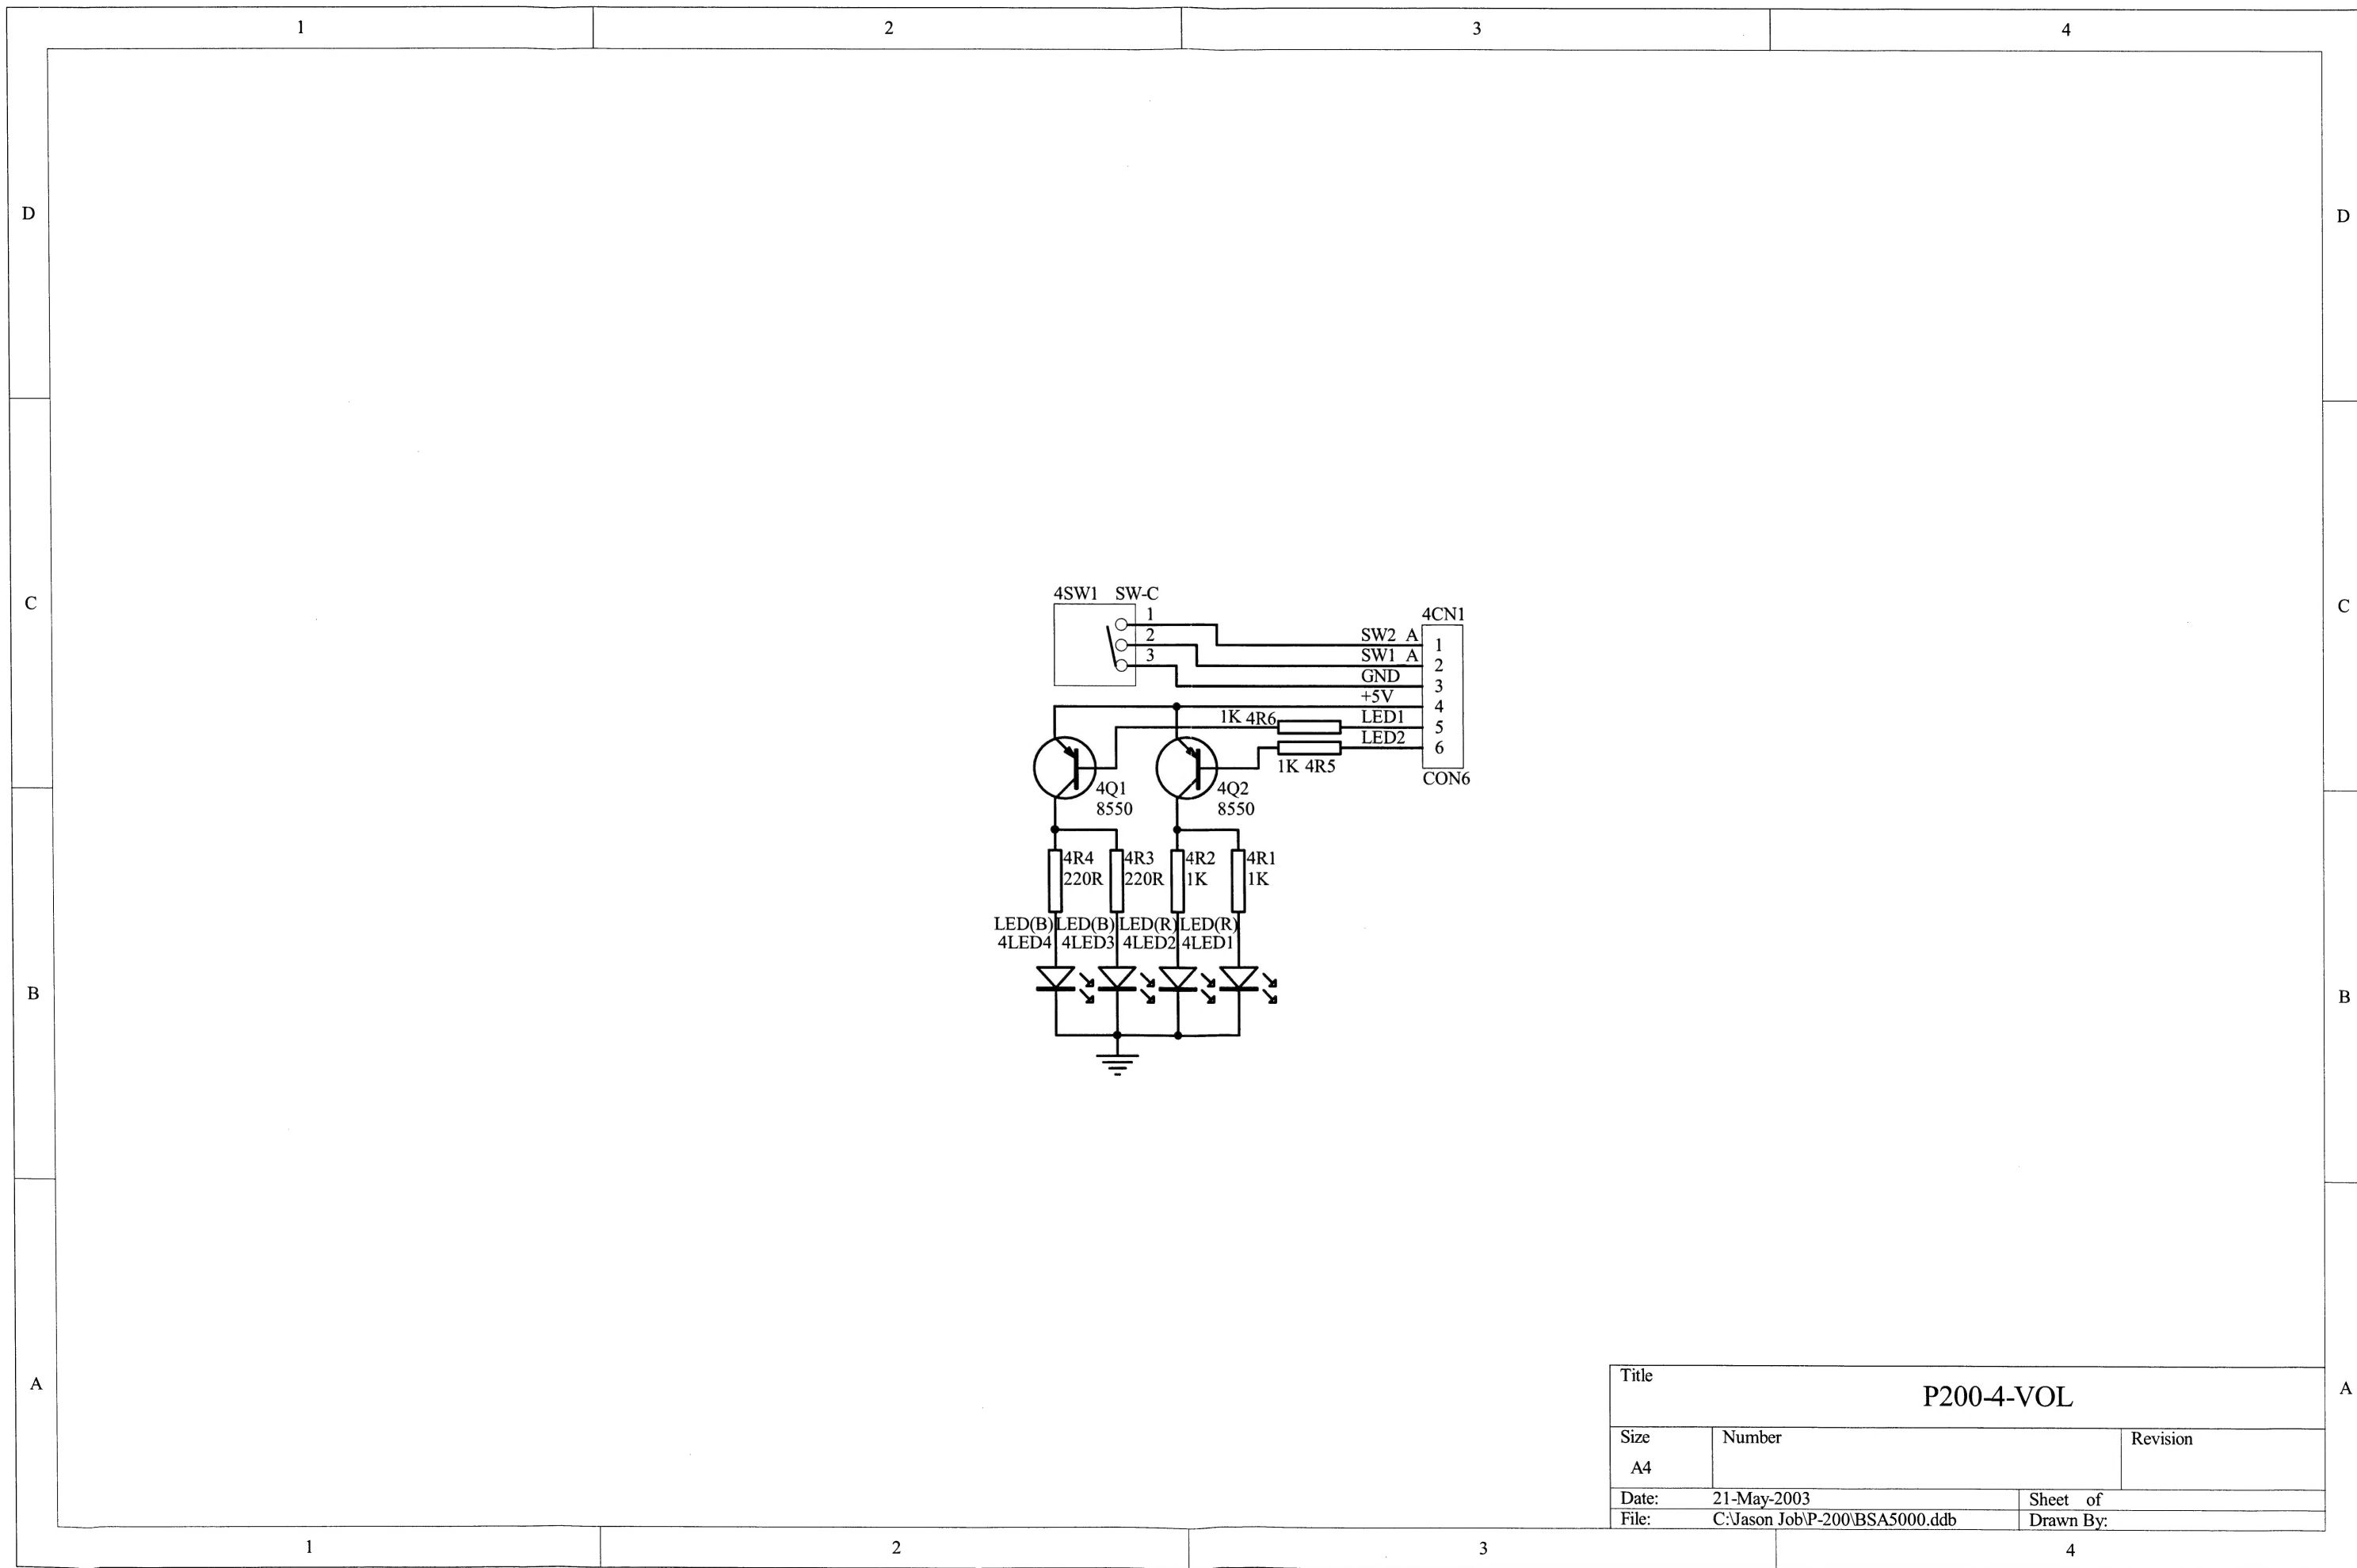 1 2 3 4
D D
C C
B B
A A
4SW1 SW-C
1
2
3
4CN1
SW2_A 1
SW1_A 2
GND 3
+5V 4
1K 4R6 LED1 5
LED2 6
1K 4R5
CON6
4Q1
8550
4Q2
8550
4R4 4R3 4R2 4R1
220R 220R 1K 1K
LED(B) LED(B) LED(R) LED(R)
4LED4 4LED3 4LED2 4LED1
Title
P200-4-VOL
Size Number Revision
A4
Date: 21-May-2003 Sheet of
File: C:\Jason Job\P-200\BSA5000.ddb Drawn By:
1 2 3 4